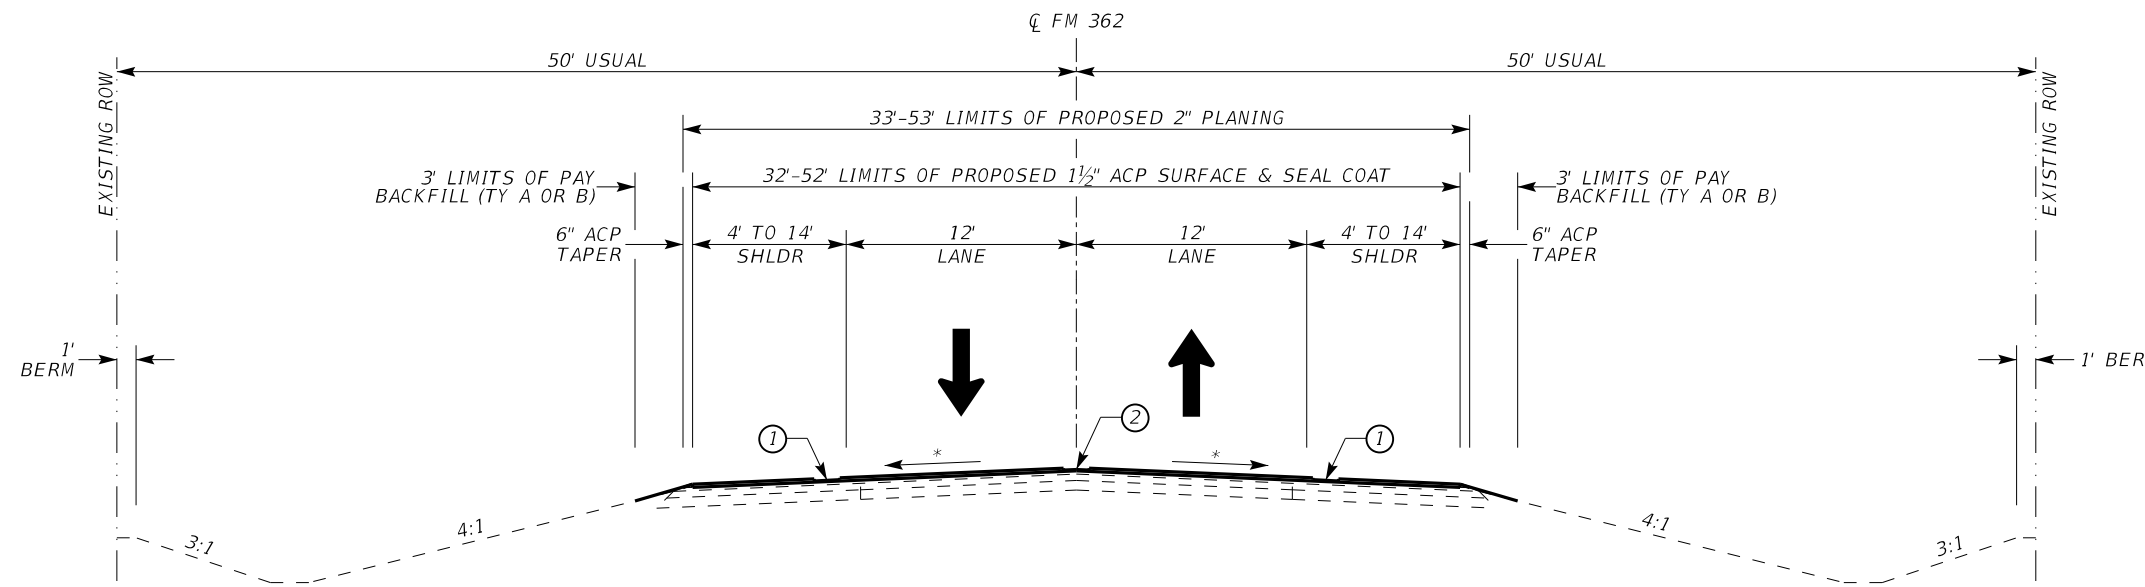 ℄ FM 362
50' USUAL
50' USUAL
EXISTING ROW
EXISTING ROW
33'-53' LIMITS OF PROPOSED 2" PLANING
32'-52' LIMITS OF PROPOSED 1½" ACP SURFACE & SEAL COAT
3' LIMITS OF PAY
BACKFILL (TY A OR B)
3' LIMITS OF PAY
BACKFILL (TY A OR B)
6" ACP
TAPER
4' TO 14'
SHLDR
12'
LANE
12'
LANE
4' TO 14'
SHLDR
6" ACP
TAPER
1'
BERM
1' BER
1
2
1
*
*
3:1
4:1
4:1
3:1